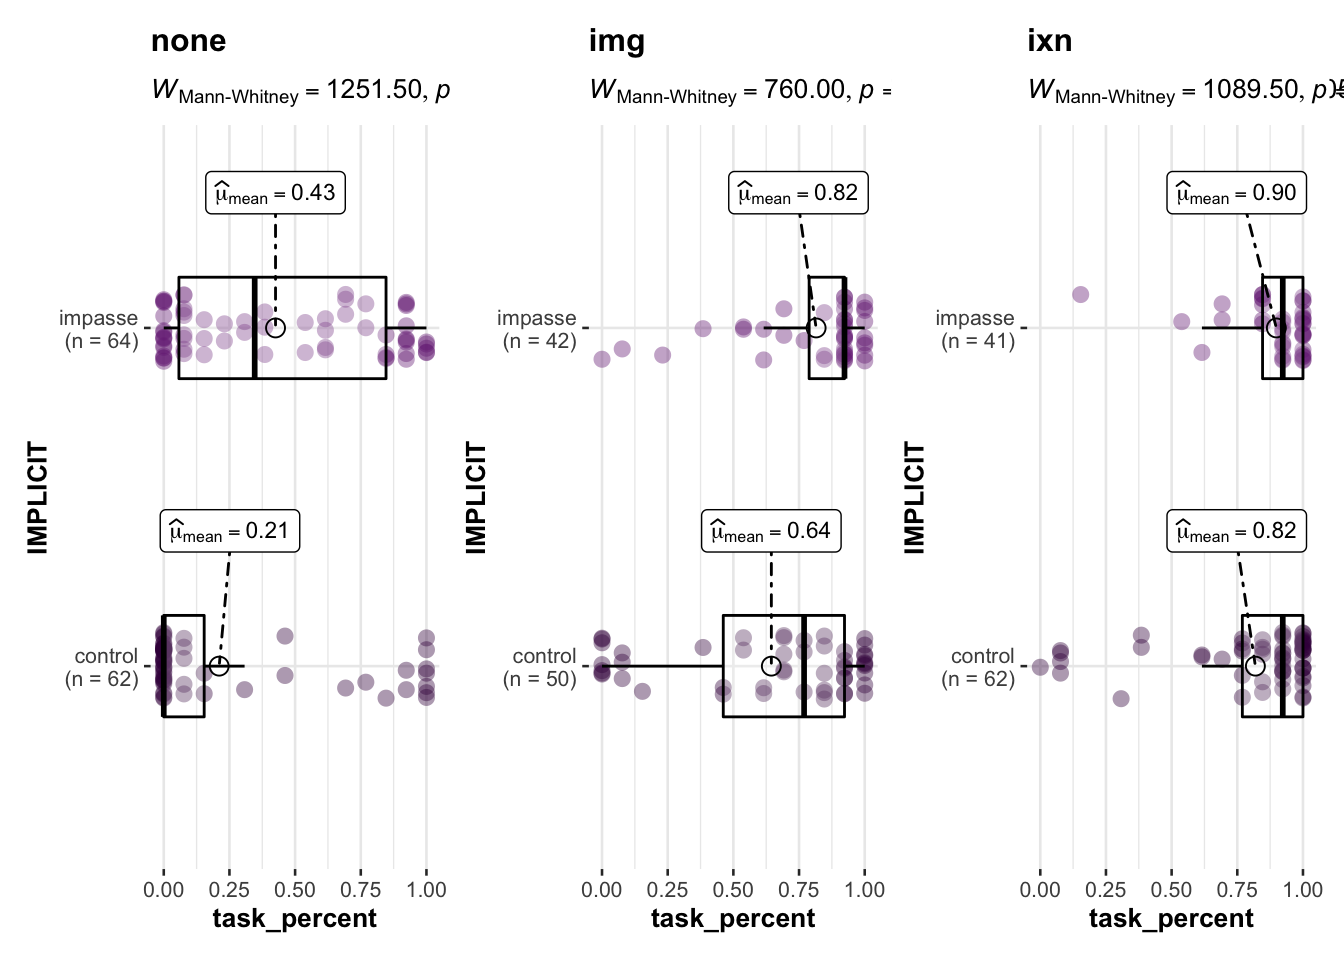 none
W Mann-Whitney = 1251.50, p
μ̂ mean = 0.43
impasse
(n = 64)
μ̂ mean = 0.21
control
(n = 62)
IMPLICIT
0.00 0.25 0.50 0.75 1.00
task_percent
img
W Mann-Whitney = 760.00, p =
μ̂ mean = 0.82
impasse
(n = 42)
μ̂ mean = 0.64
control
(n = 50)
IMPLICIT
0.00 0.25 0.50 0.75 1.00
task_percent
ixn
W Mann-Whitney = 1089.50, p
μ̂ mean = 0.90
impasse
(n = 41)
μ̂ mean = 0.82
control
(n = 62)
IMPLICIT
0.00 0.25 0.50 0.75 1.00
task_percent